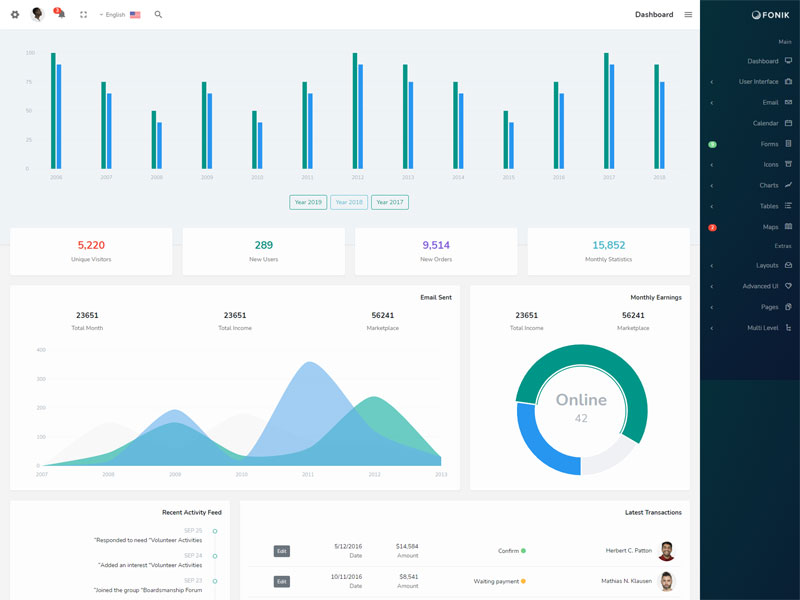 3
English
Dashboard
FONIK
Main
Dashboard
User Interface
Email
Calendar
Forms
Icons
Charts
Tables
Maps
Extras
Layouts
Advanced UI
Pages
Multi Level
100
75
50
25
0
2006 2007 2008 2009 2010 2011 2012 2013 2014 2015 2016 2017 2018
Year 2019 Year 2018 Year 2017
5,220 289 9,514 15,852
Unique Visitors New Users New Orders Monthly Statistics
Email Sent
23651 23651 56241
Total Month Total Income Marketplace
400
300
200
100
0
2007 2008 2009 2010 2011 2012 2013
Monthly Earnings
23651 56241
Total Income Marketplace
Online
42
Recent Activity Feed
SEP 25
"Responded to need "Volunteer Activities
SEP 24
"Added an interest "Volunteer Activities
SEP 23
"Joined the group "Boardsmanship Forum
Latest Transactions
Edit 5/12/2016 $14,584 Confirm Herbert C. Patton
Date Amount
Edit 10/11/2016 $8,541 Waiting payment Mathias N. Klausen
Date Amount